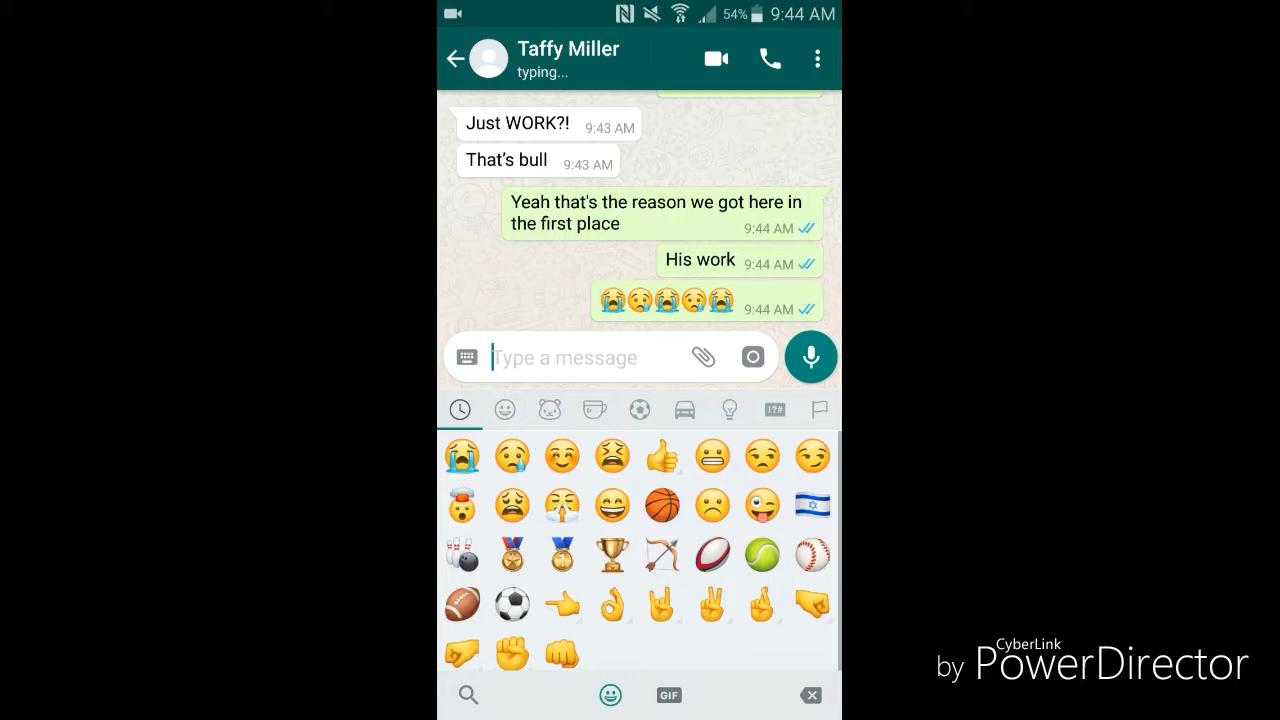 54% 9:44 AM
Taffy Miller
typing...
Just WORK?! 9:43 AM
That's bull 9:43 AM
Yeah that's the reason we got here in
the first place 9:44 AM
His work 9:44 AM
9:44 AM
Type a message
!?#
GIF
CyberLink
by PowerDirector